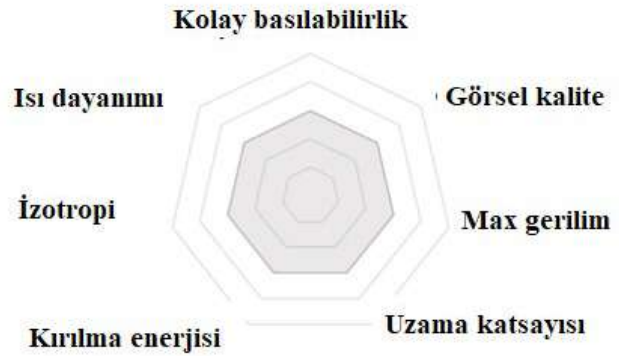 Kolay basılabilirlik
Isı dayanımı
Görsel kalite
İzotropi
Max gerilim
Kırılma enerjisi
Uzama katsayısı